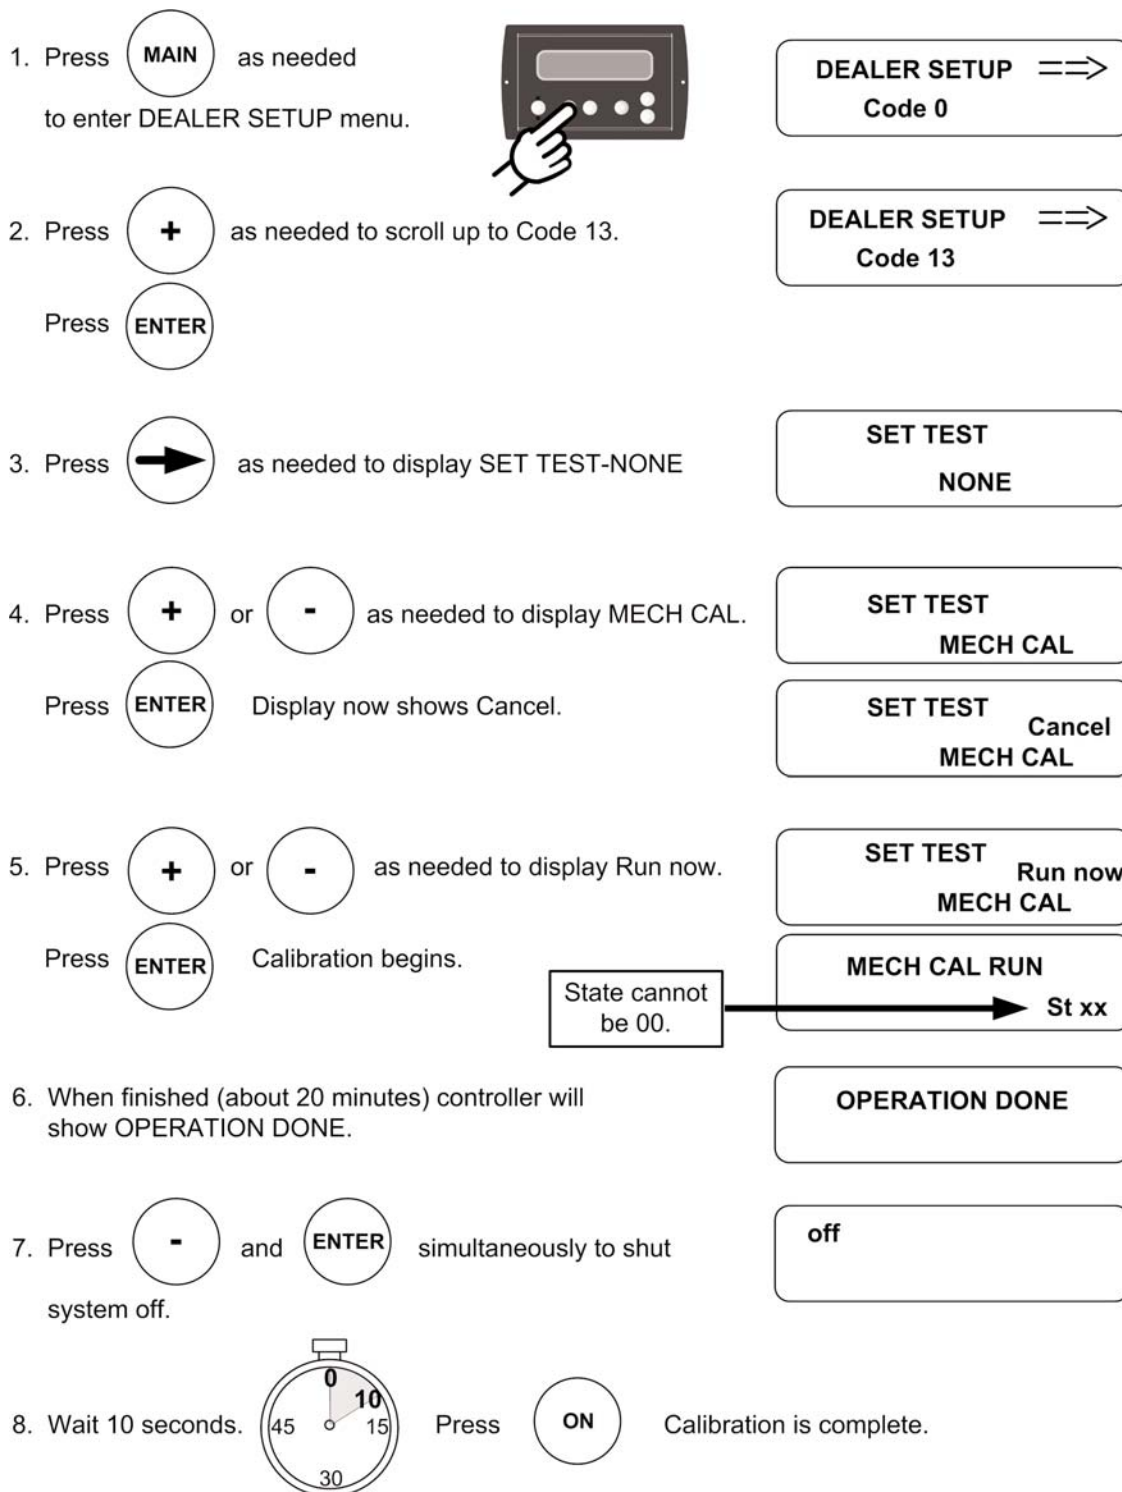 1. Press MAIN as needed
to enter DEALER SETUP menu.
DEALER SETUP ==>
Code 0
2. Press + as needed to scroll up to Code 13.
Press ENTER
DEALER SETUP ==>
Code 13
3. Press as needed to display SET TEST-NONE
SET TEST
NONE
4. Press + or - as needed to display MECH CAL.
Press ENTER Display now shows Cancel.
SET TEST
MECH CAL
SET TEST
Cancel
MECH CAL
5. Press + or - as needed to display Run now.
Press ENTER Calibration begins.
SET TEST
Run now
MECH CAL
State cannot
be 00.
MECH CAL RUN
St xx
6. When finished (about 20 minutes) controller will
show OPERATION DONE.
OPERATION DONE
7. Press - and ENTER simultaneously to shut
system off.
off
8. Wait 10 seconds. 0 10 15 30 45 Press ON Calibration is complete.